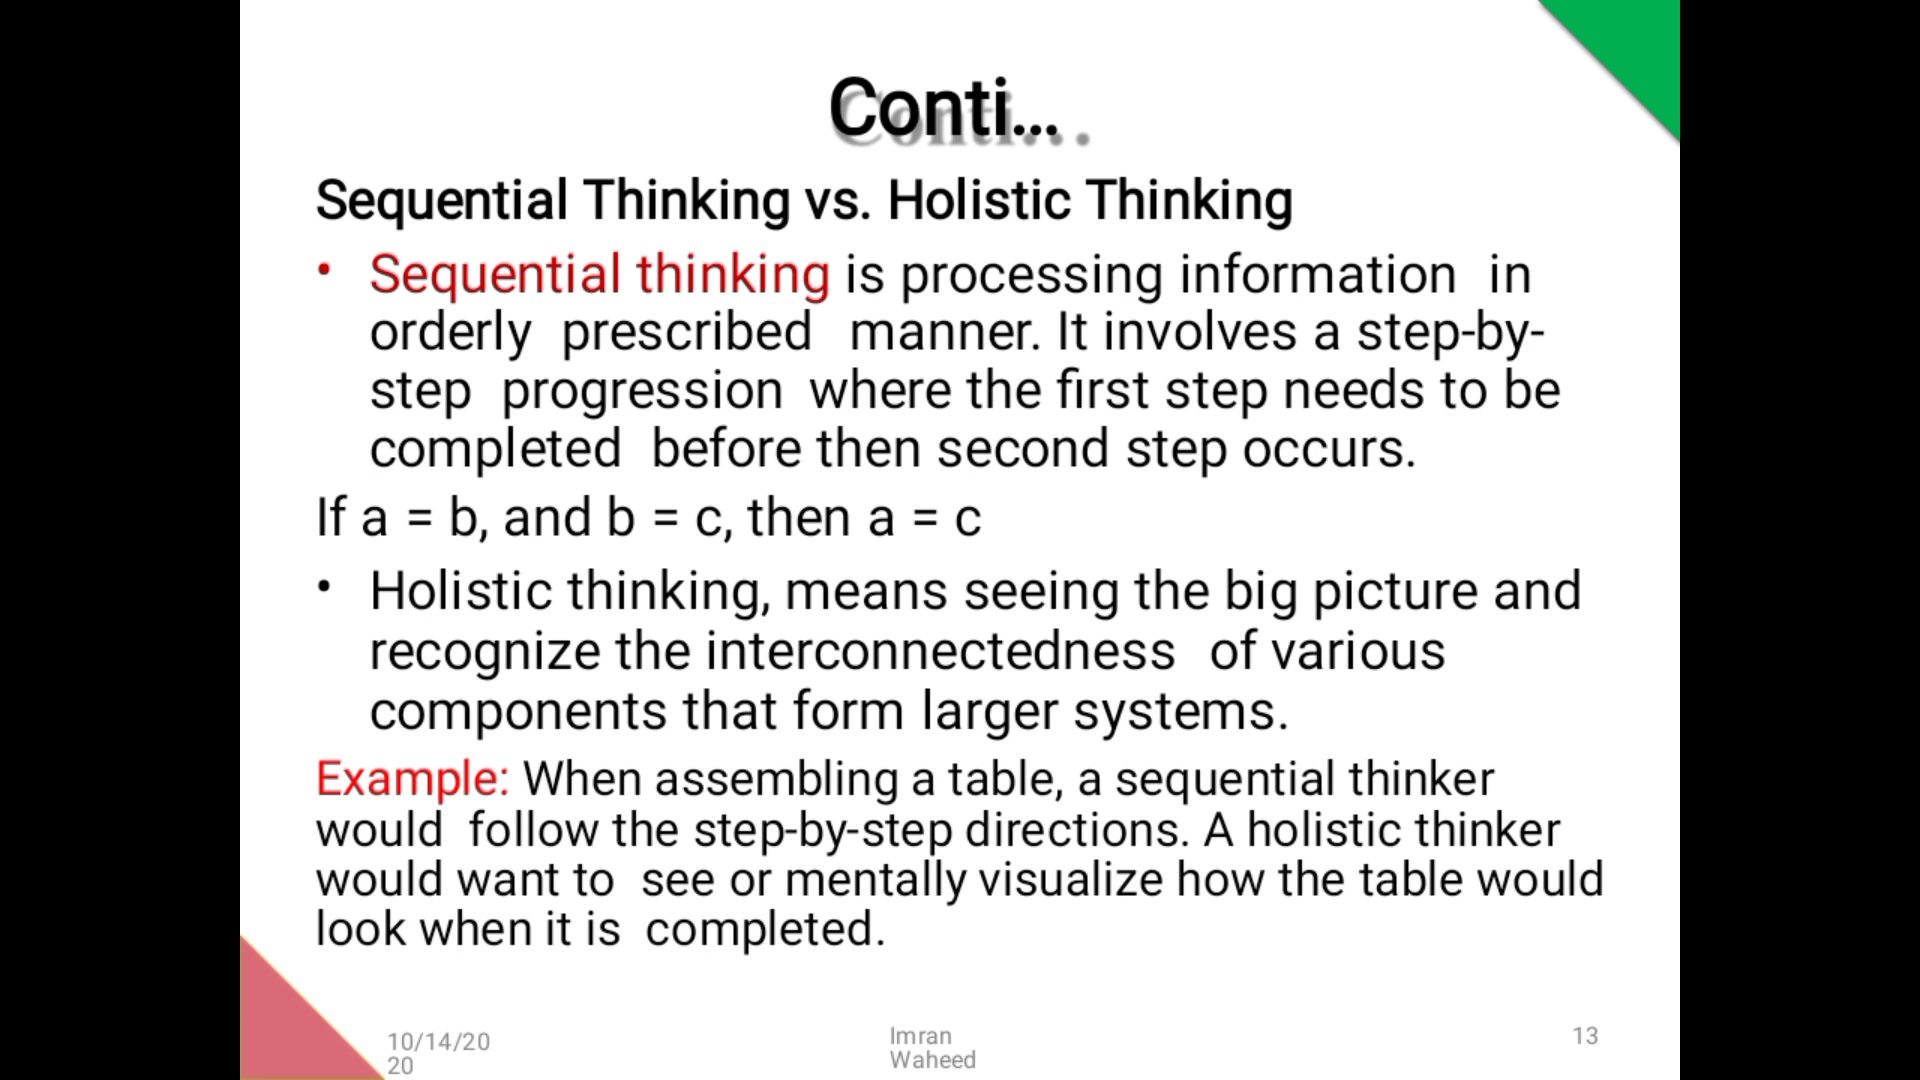 Conti...
Sequential Thinking vs. Holistic Thinking
• Sequential thinking is processing information in
orderly prescribed manner. It involves a step-by-
step progression where the first step needs to be
completed before then second step occurs.
If a = b, and b = c, then a = c
• Holistic thinking, means seeing the big picture and
recognize the interconnectedness of various
components that form larger systems.
Example: When assembling a table, a sequential thinker
would follow the step-by-step directions. A holistic thinker
would want to see or mentally visualize how the table would
look when it is completed.
10/14/20
20
Imran
Waheed
13